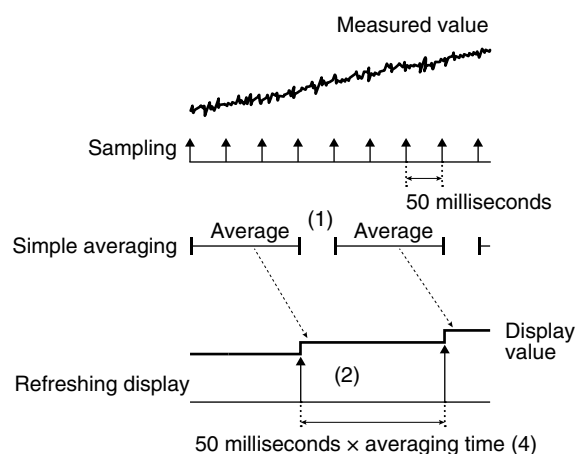 Measured value
Sampling
50 milliseconds
(1)
Average
Average
Simple averaging
Display
value
(2)
Refreshing display
50 milliseconds × averaging time (4)